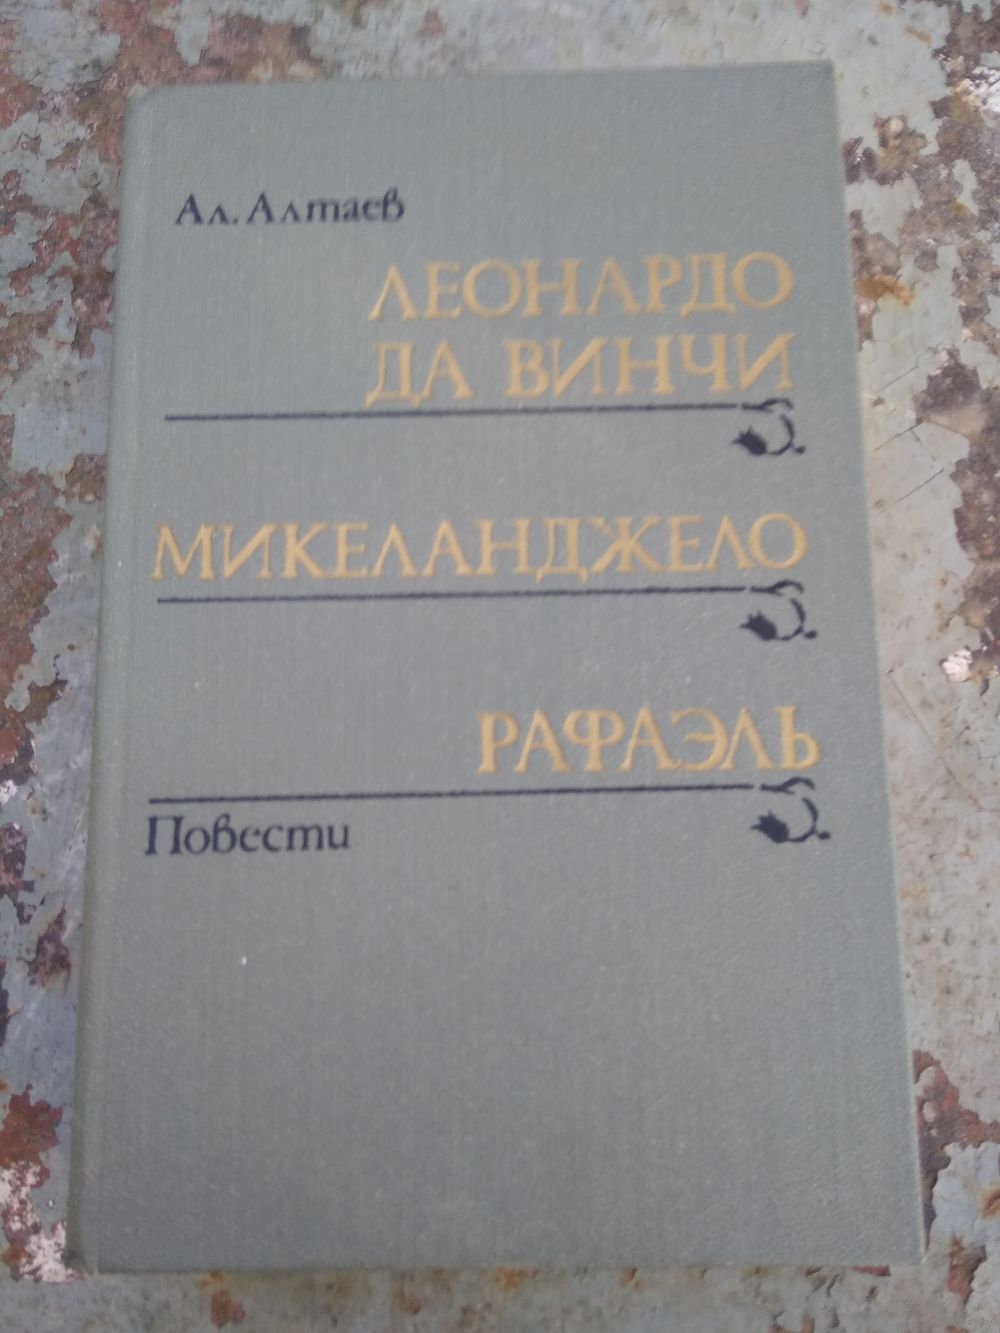 Ал. Алтаев
ЛЕОНАРДО
ДА ВИНЧИ
МИКЕЛАНДЖЕЛО
РАФАЭЛЬ
Повести